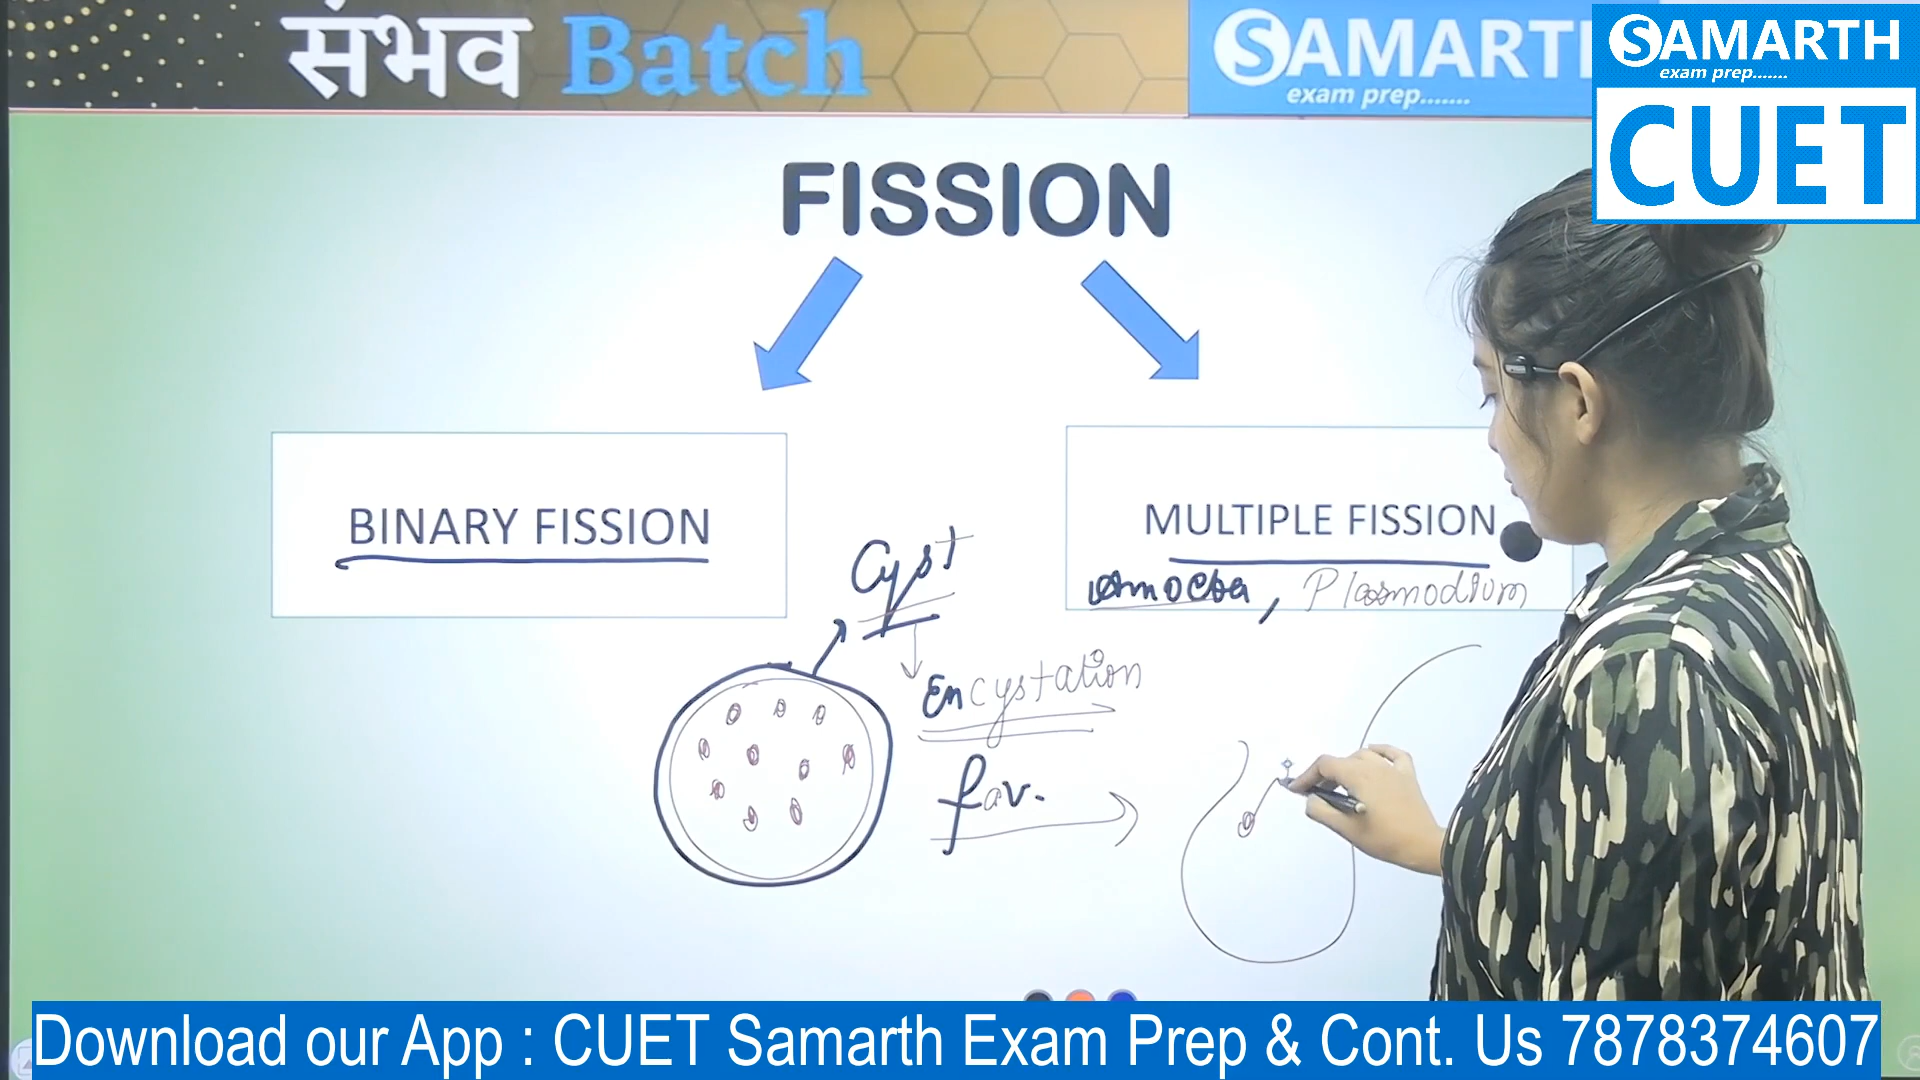 संभव Batch
SAMARTH
exam prep.......
SAMARTH
exam prep.......
CUET
FISSION
BINARY FISSION
MULTIPLE FISSION
Amoeba, Plasmodium
Cyst
Encystation
fav.
Download our App : CUET Samarth Exam Prep & Cont. Us 7878374607